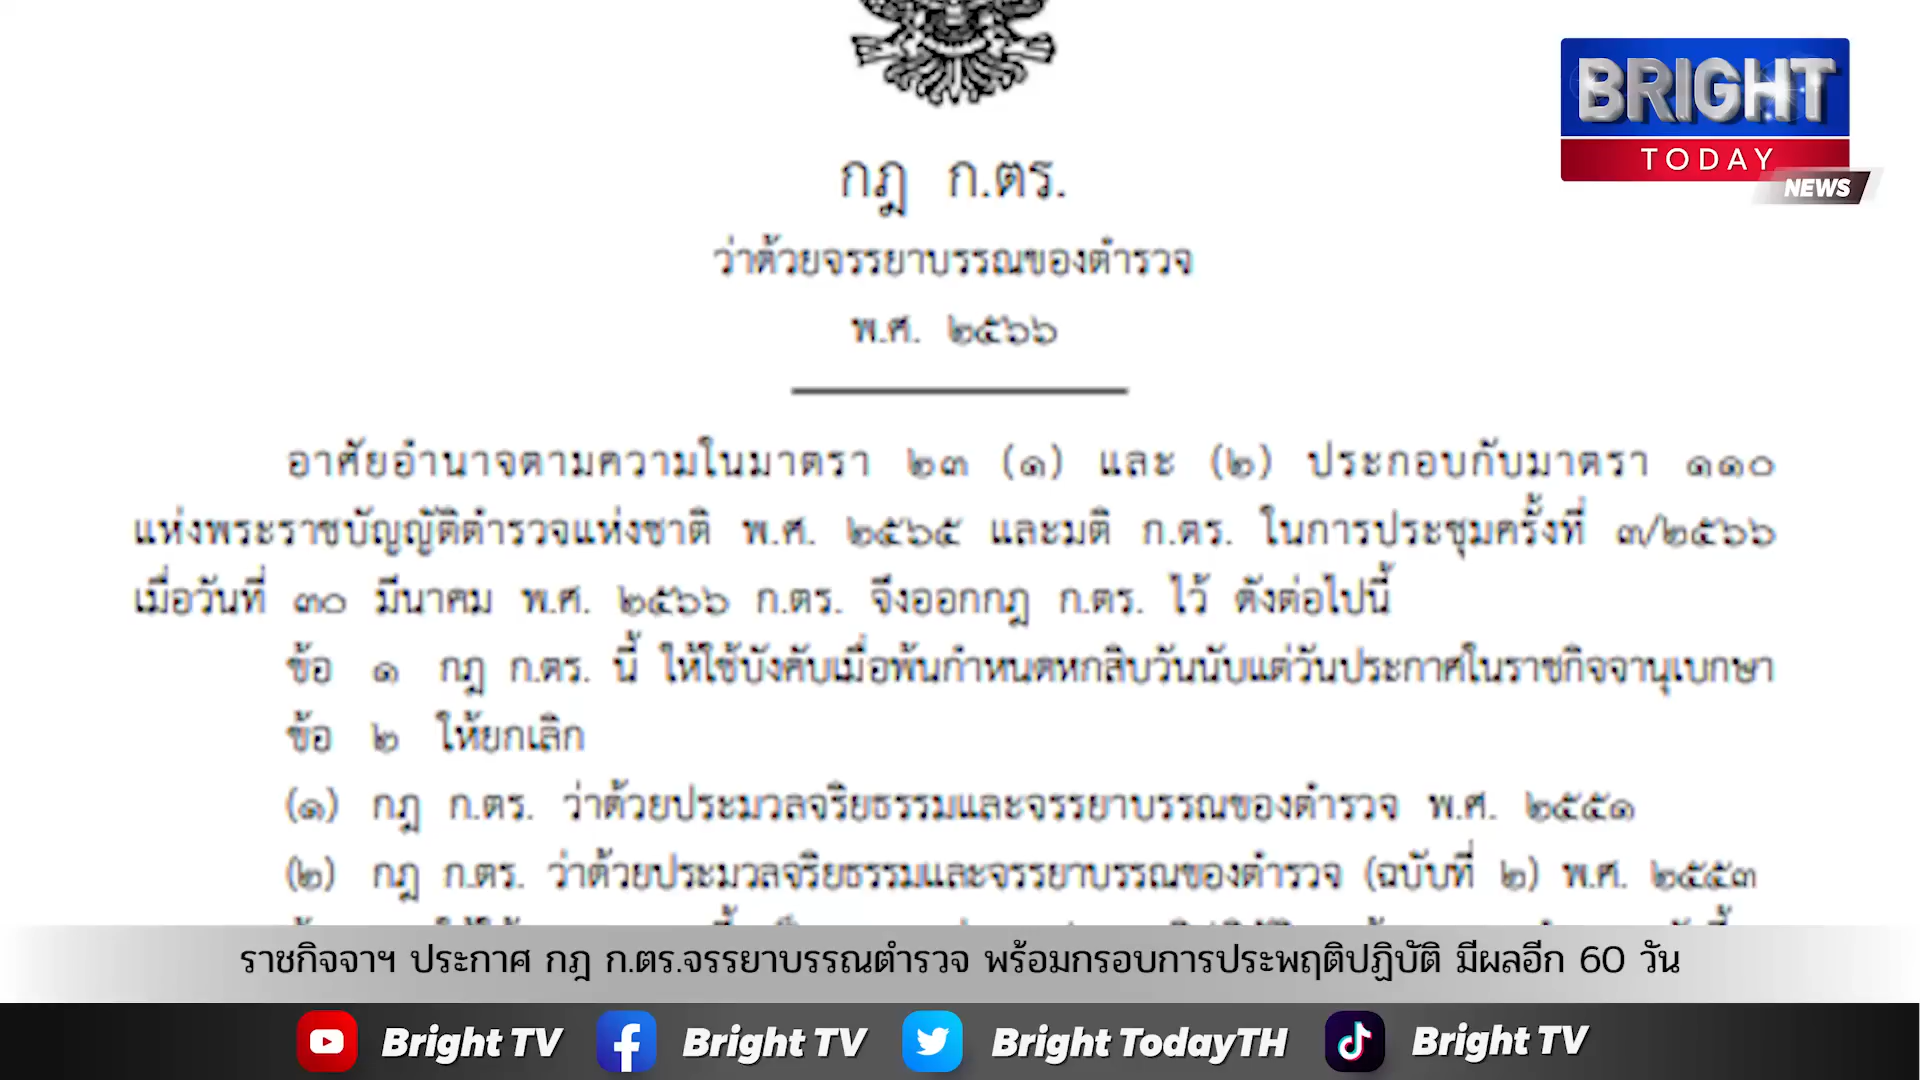 BRIGHT
TODAY
NEWS
กฎ ก.ตร.
ว่าด้วยจรรยาบรรณของตำรวจ
พ.ศ. ๒๕๖๖
อาศัยอำนาจตามความในมาตรา ๒๓ (๑) และ (๒) ประกอบกับมาตรา ๑๑๐
แห่งพระราชบัญญัติตำรวจแห่งชาติ พ.ศ. ๒๕๖๕ และมติ ก.ตร. ในการประชุมครั้งที่ ๓/๒๕๖๖
เมื่อวันที่ ๓๐ มีนาคม พ.ศ. ๒๕๖๖ ก.ตร. จึงออกกฎ ก.ตร. ไว้ ดังต่อไปนี้
ข้อ ๑ กฎ ก.ตร. นี้ ให้ใช้บังคับเมื่อพ้นกำหนดหกสิบวันนับแต่วันประกาศในราชกิจจานุเบกษา
ข้อ ๒ ให้ยกเลิก
(๑) กฎ ก.ตร. ว่าด้วยประมวลจริยธรรมและจรรยาบรรณของตำรวจ พ.ศ. ๒๕๕๑
(๒) กฎ ก.ตร. ว่าด้วยประมวลจริยธรรมและจรรยาบรรณของตำรวจ (ฉบับที่ ๒) พ.ศ. ๒๕๕๓
ราชกิจจาฯ ประกาศ กฎ ก.ตร.จรรยาบรรณตำรวจ พร้อมกรอบการประพฤติปฏิบัติ มีผลอีก 60 วัน
Bright TV Bright TV Bright TodayTH Bright TV